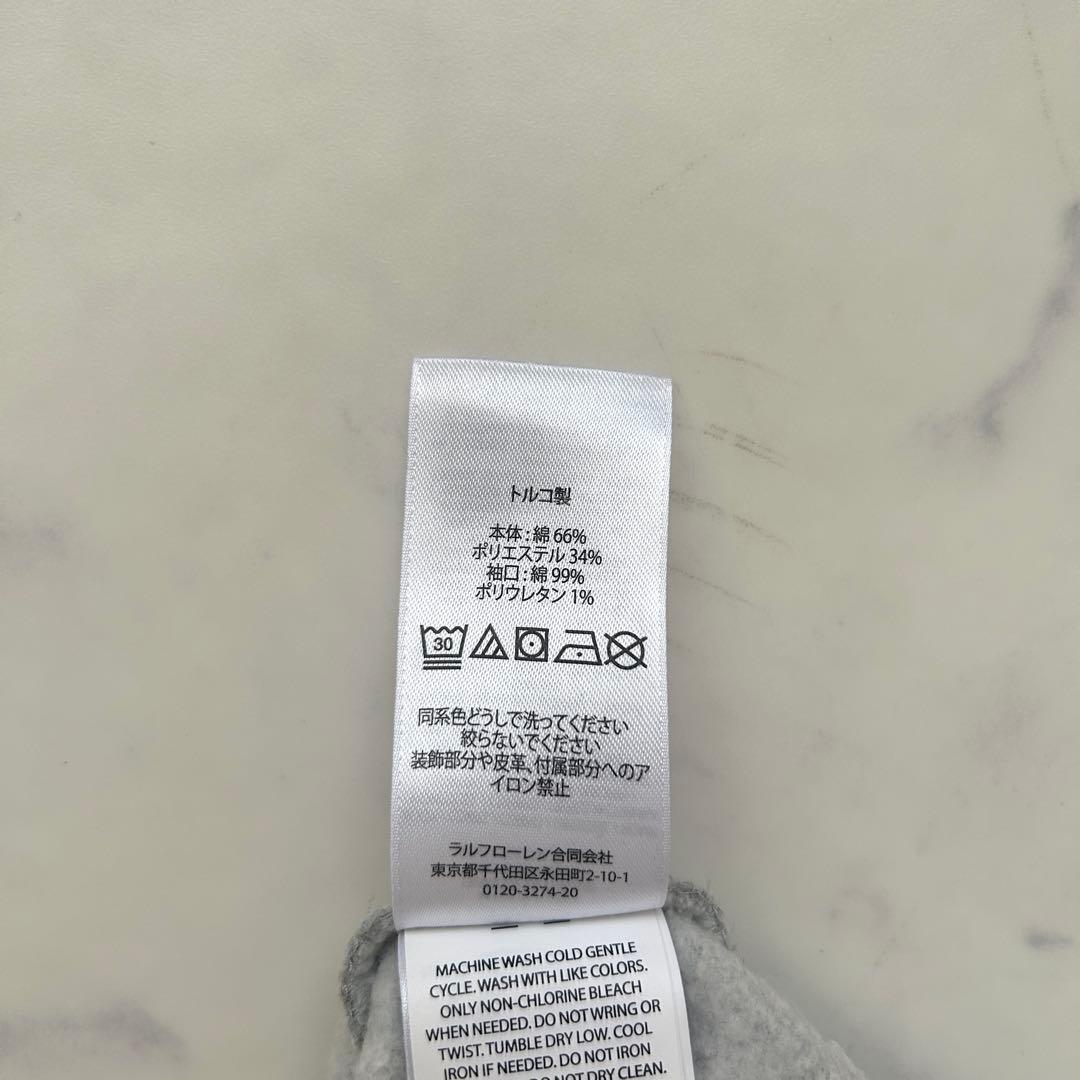 トルコ製
本体:綿 66%
ポリエステル 34%
袖口:綿 99%
ポリウレタン 1%
30
同系色どうしで洗ってください
絞らないでください
装飾部分や皮革、付属部分へのア
イロン禁止
ラルフローレン合同会社
東京都千代田区永田町2-10-1
0120-3274-20
MACHINE WASH COLD GENTLE
CYCLE. WASH WITH LIKE COLORS.
ONLY NON-CHLORINE BLEACH
WHEN NEEDED. DO NOT WRING OR
TWIST. TUMBLE DRY LOW. COOL
IRON IF NEEDED. DO NOT IRON
DO NOT DRY CLEAN.